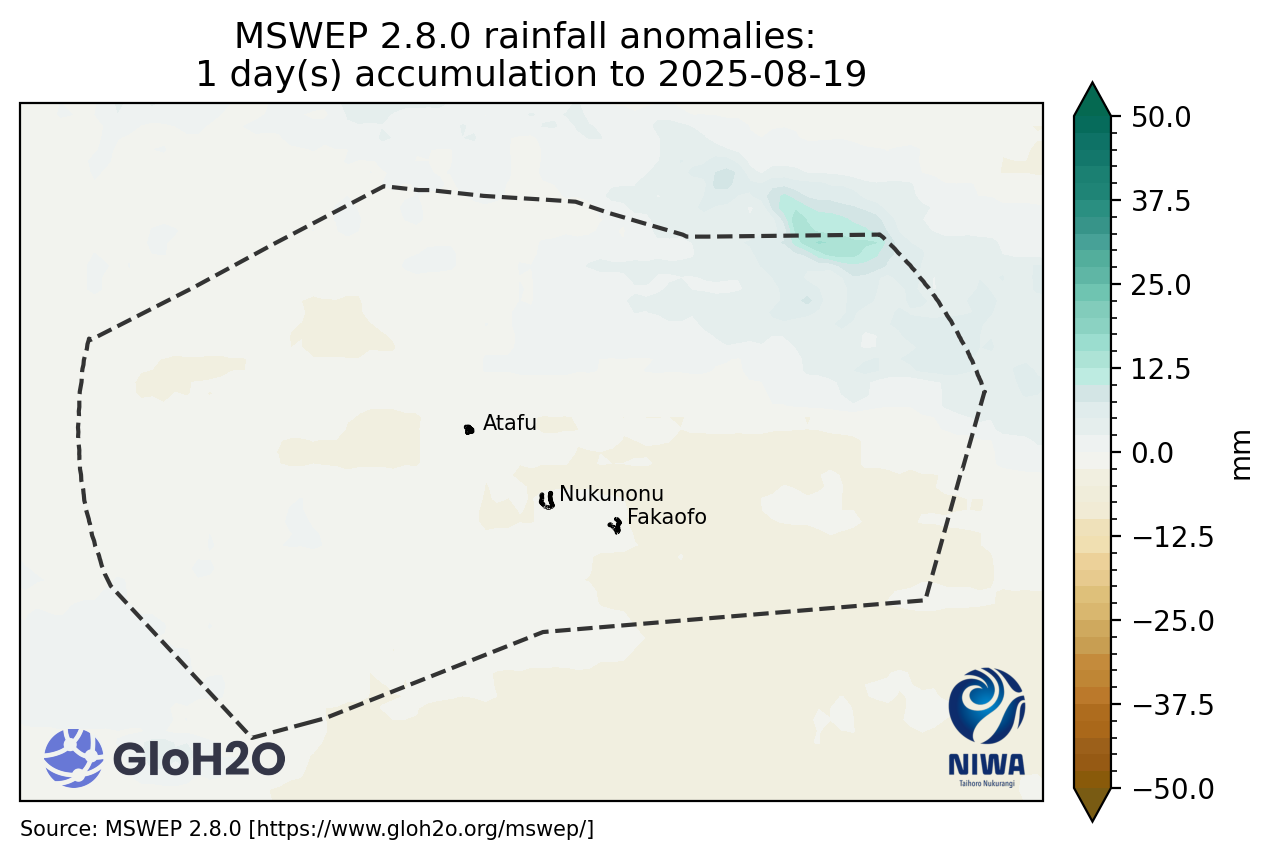 MSWEP 2.8.0 rainfall anomalies:
1 day(s) accumulation to 2025-08-19
50.0
37.5
25.0
12.5
0.0
−12.5
−25.0
−37.5
−50.0
mm
Atafu
Nukunonu
Fakaofo
GloH2O
NIWA
Taihoro Nukurangi
Source: MSWEP 2.8.0 [https://www.gloh2o.org/mswep/]